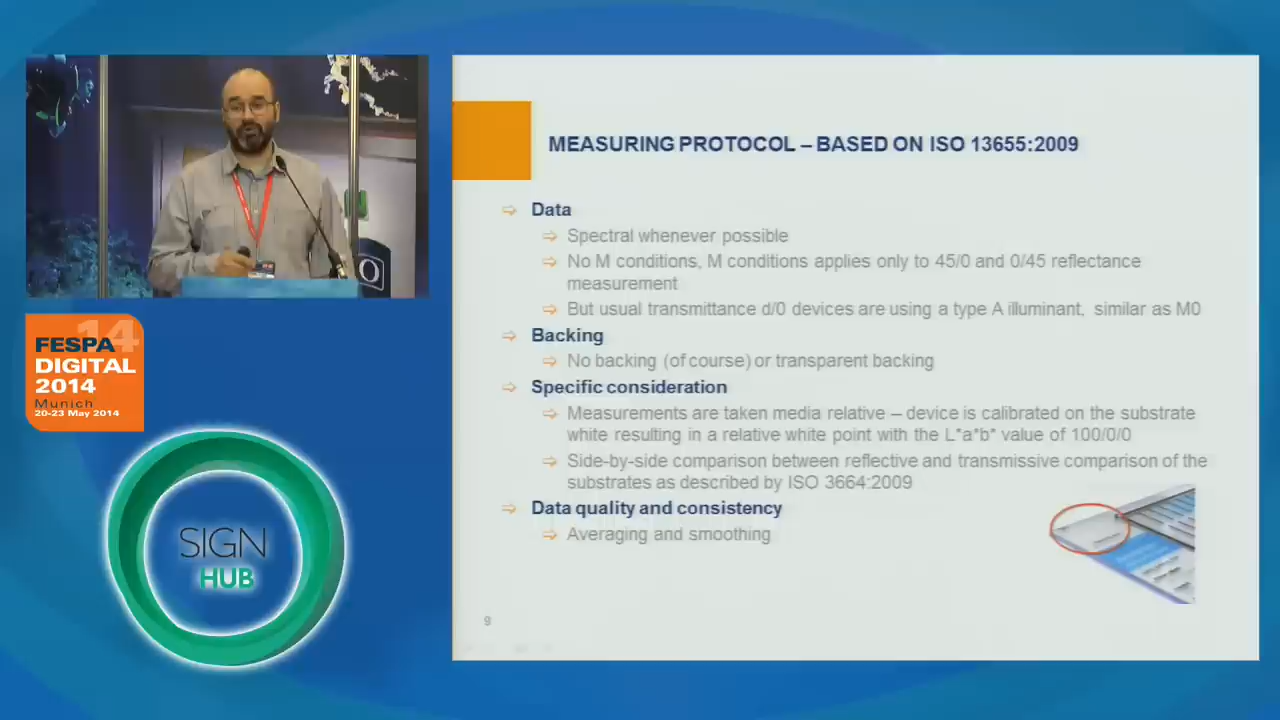 MEASURING PROTOCOL – BASED ON ISO 13655:2009
Data
Spectral whenever possible
No M conditions, M conditions applies only to 45/0 and 0/45 reflectance
measurement
But usual transmittance d/0 devices are using a type A illuminant, similar as M0
Backing
No backing (of course) or transparent backing
Specific consideration
Measurements are taken media relative – device is calibrated on the substrate
white resulting in a relative white point with the L*a*b* value of 100/0/0
Side-by-side comparison between reflective and transmissive comparison of the
substrates as described by ISO 3664:2009
Data quality and consistency
Averaging and smoothing
9
14
FESPA
DIGITAL
2014
Munich
20-23 May 2014
SIGN
HUB